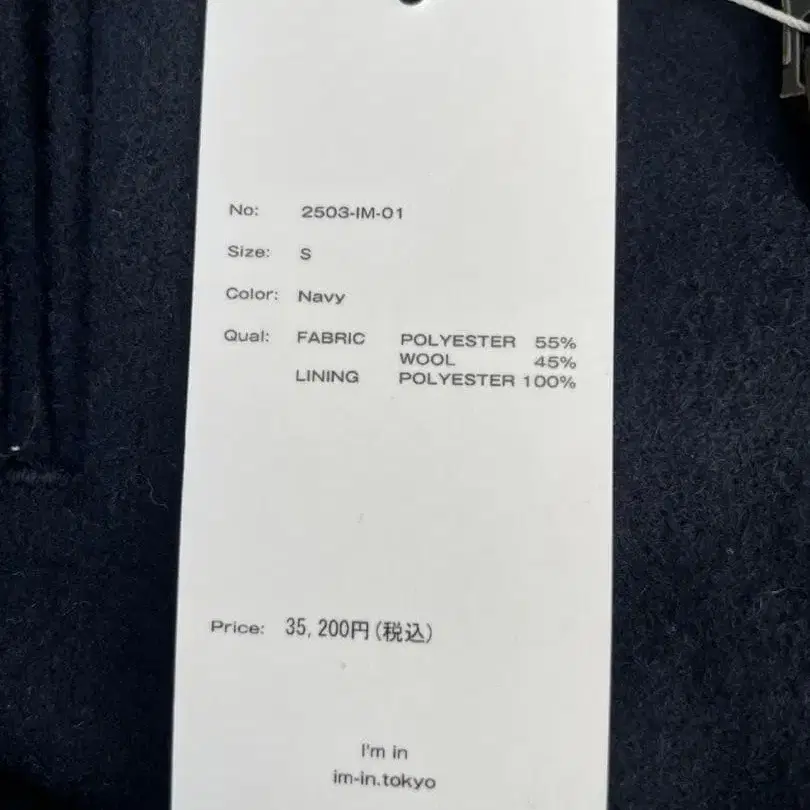 No: 2503-IM-01
Size: S
Color: Navy
Qual: FABRIC POLYESTER 55%
WOOL 45%
LINING POLYESTER 100%
Price: 35,200円(税込)
I'm in
im-in.tokyo